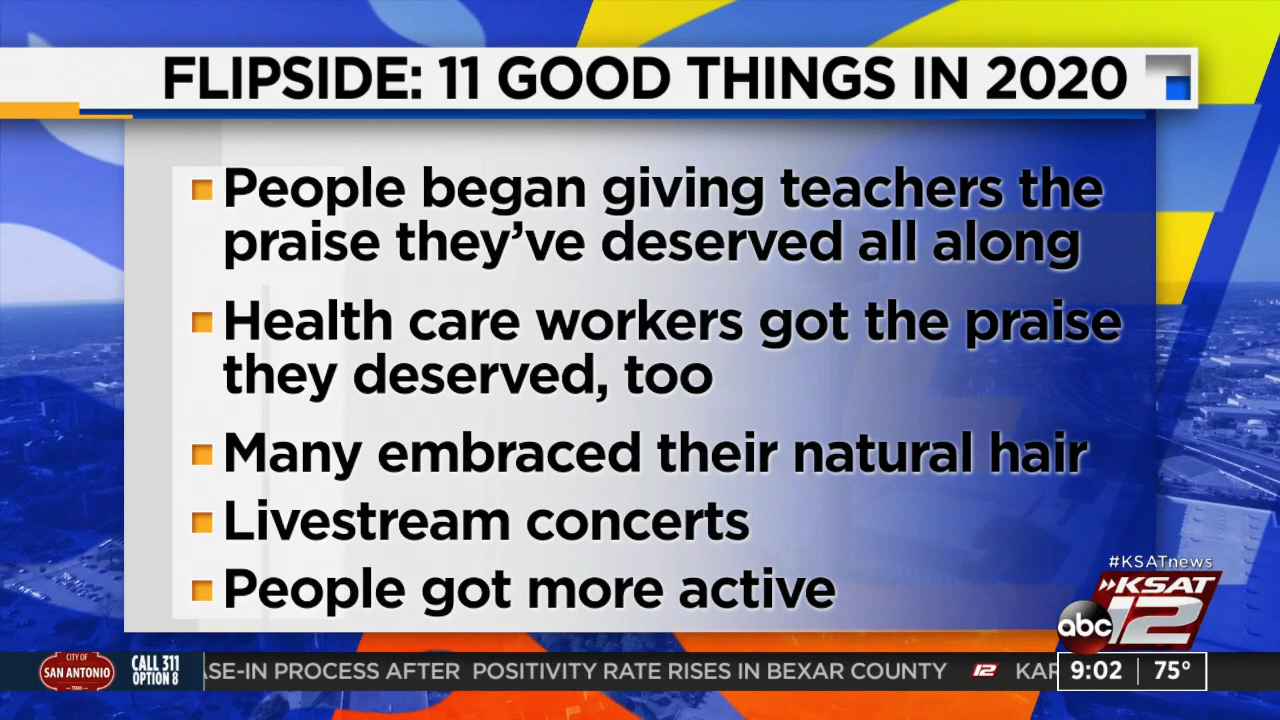 FLIPSIDE: 11 GOOD THINGS IN 2020
People began giving teachers the
praise they’ve deserved all along
Health care workers got the praise
they deserved, too
Many embraced their natural hair
Livestream concerts
People got more active
#KSATnews
KSAT
abc 12
CITY OF
SAN ANTONIO
TEXAS
CALL 311
OPTION 8
SE-IN PROCESS AFTER POSITIVITY RATE RISES IN BEXAR COUNTY 12
9:02 75°